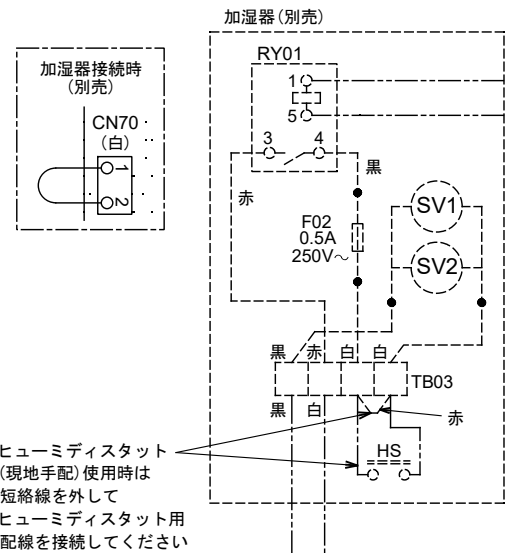 加湿器(別売)
加湿器接続時
(別売)
CN70
(白)
1
2
RY01
1
5
3 4
黒
赤
F02
0.5A
250V～
SV1
SV2
黒 赤 白 白
TB03
黒 白
赤
HS
ヒューミディスタット
(現地手配)使用時は
短絡線を外して
ヒューミディスタット用
配線を接続してください